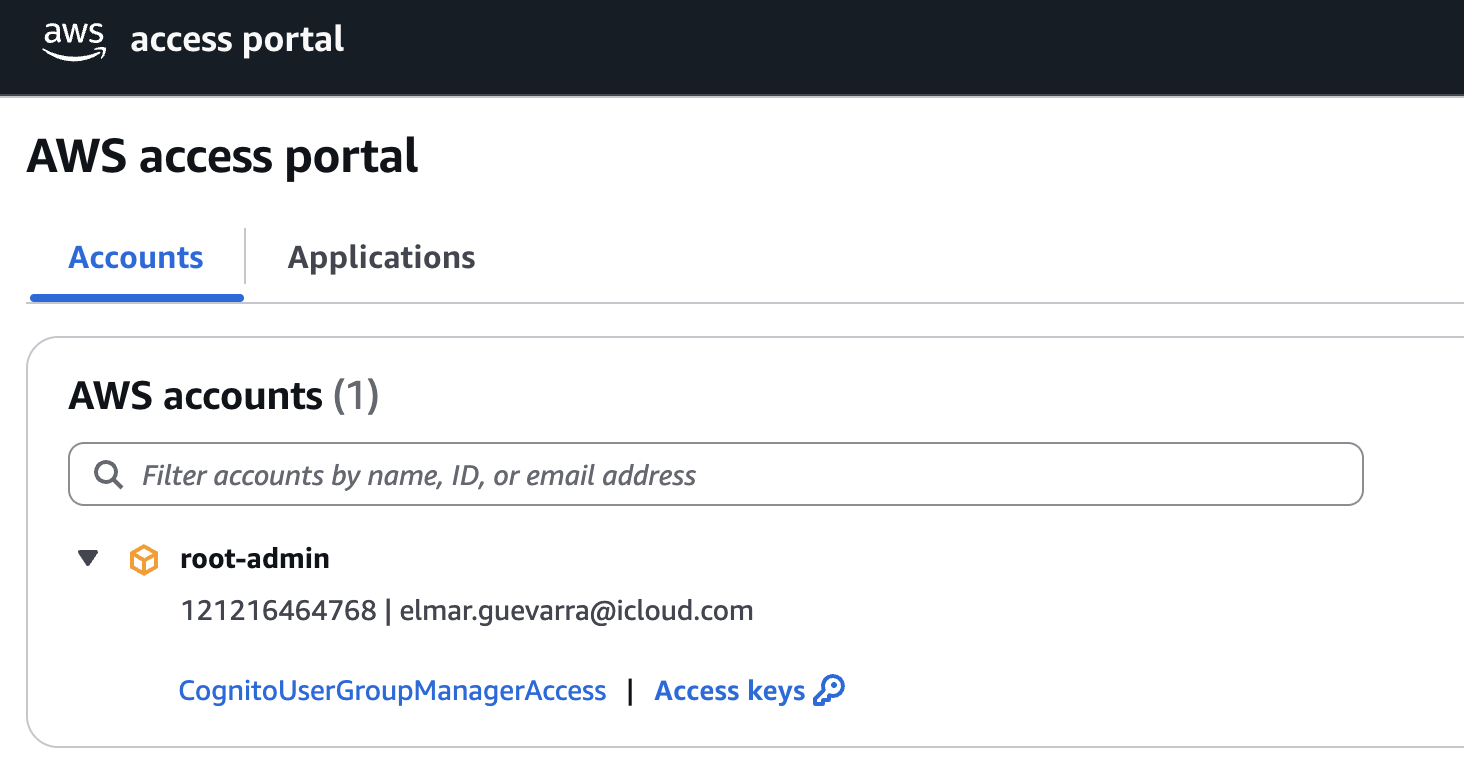 aws access portal
AWS access portal
Accounts Applications
AWS accounts (1)
Filter accounts by name, ID, or email address
root-admin
121216464768 | elmar.guevarra@icloud.com
CognitoUserGroupManagerAccess | Access keys